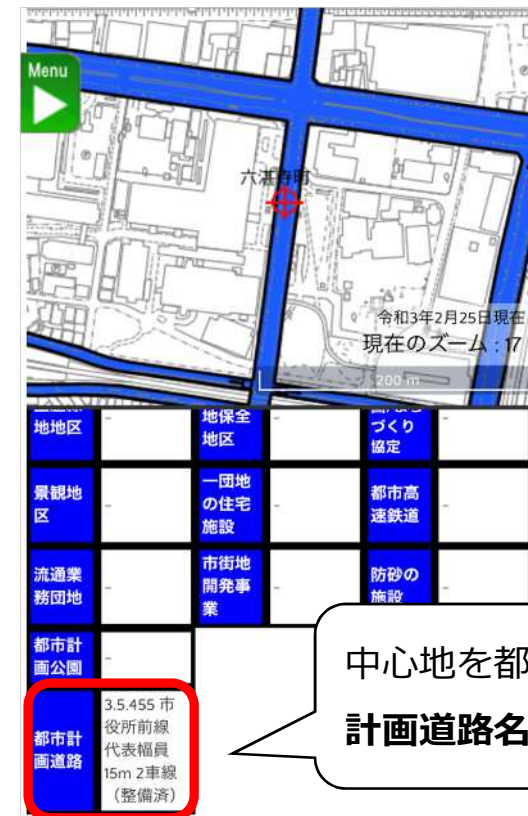 Menu
六湛寺町
令和3年2月25日現在
現在のズーム : 17
200 m
地地区
-
地保全
地区
-
づくり
協定
-
景観地
区
-
一団地
の住宅
施設
-
都市高
速鉄道
-
流通業
務団地
-
市街地
開発事
業
-
防砂の
施設
-
都市計
画公園
-
都市計
画道路
3.5.455 市
役所前線
代表幅員
15m 2車線
（整備済）
中心地を都
計画道路名